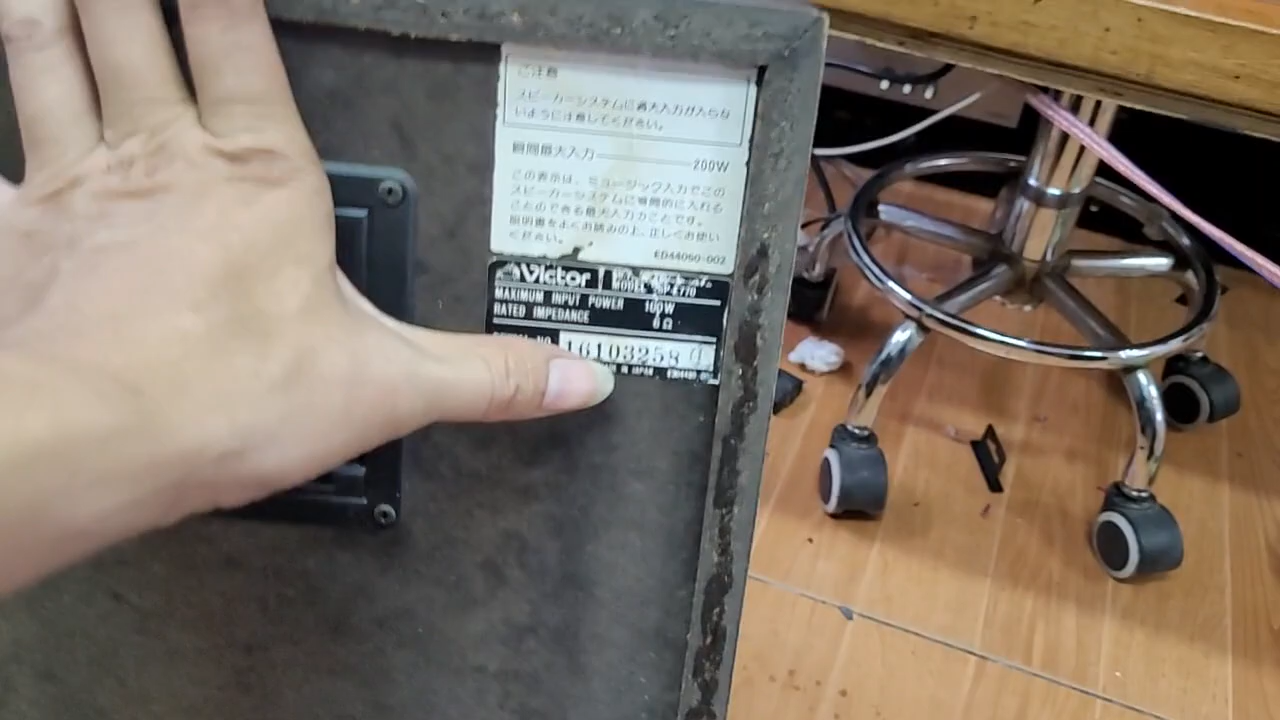 ご注意
スピーカーシステムに過大入力が入らな
いように注意してください。
瞬間最大入力 200W
この表示は、ミュージック入力でこの
スピーカーシステムに瞬間的に入れる
ことのできる最大入力のことです。
説明書をよくお読みの上、正しくお使い
ください。
ED44050-002
Victor
MODEL
MAXIMUM INPUT POWER 100W
RATED IMPEDANCE 6Ω
NO.
16103258
IN JAPAN